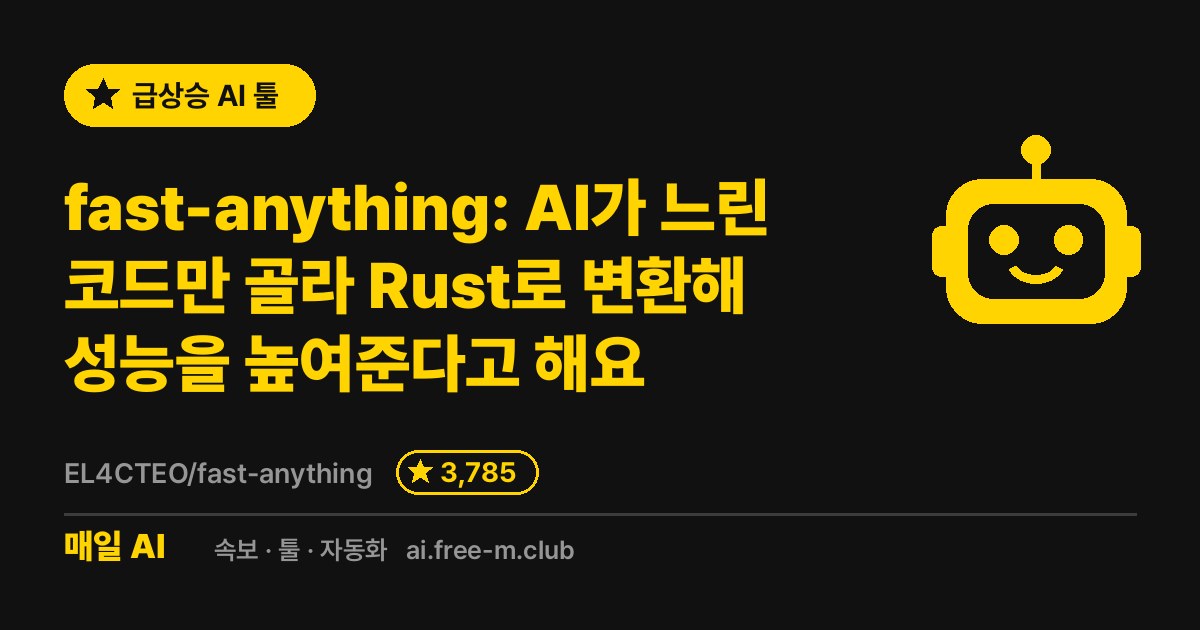 ★ 급상승 AI 툴
fast-anything: AI가 느린
코드만 골라 Rust로 변환해
성능을 높여준다고 해요
EL4CTEO/fast-anything ★ 3,785
매일 AI 속보 · 툴 · 자동화 ai.free-m.club